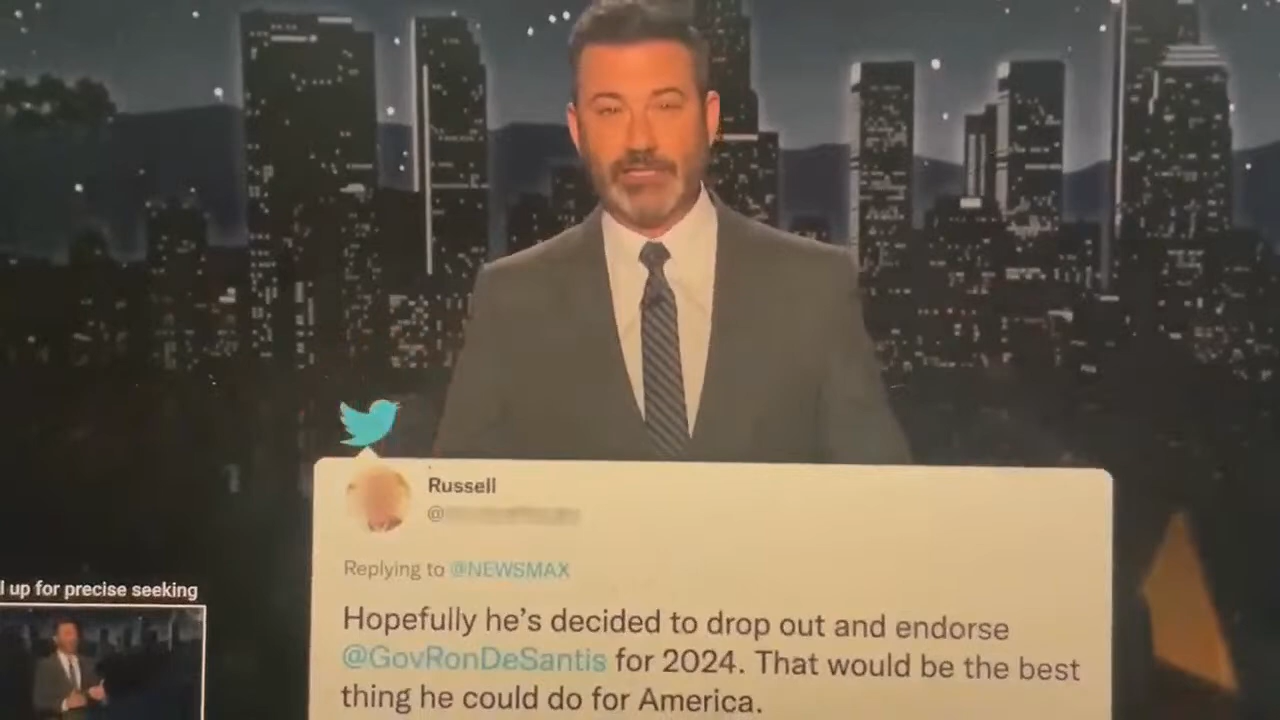 Russell
@
Replying to @NEWSMAX
Hopefully he's decided to drop out and endorse
@GovRonDeSantis for 2024. That would be the best
thing he could do for America.
l up for precise seeking